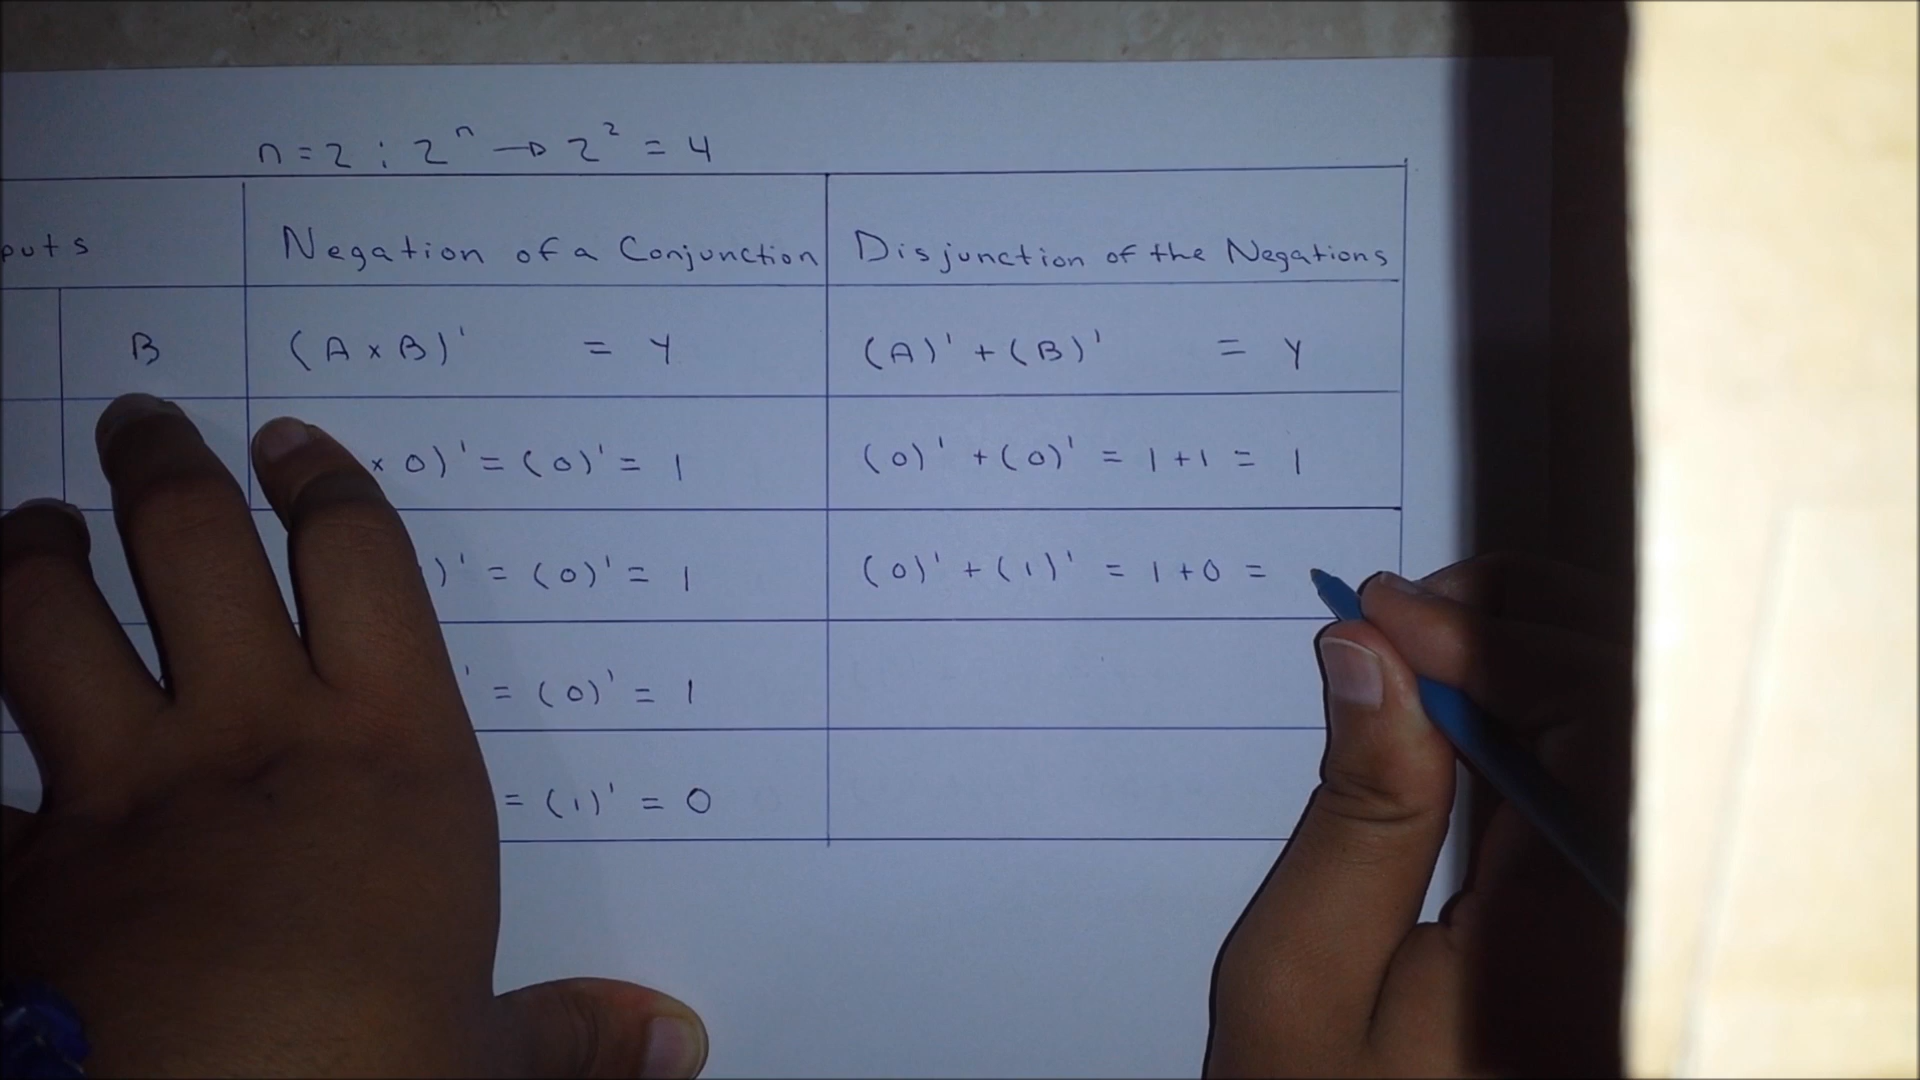 n = 2 : 2ⁿ → 2² = 4
puts Negation of a Conjunction Disjunction of the Negations
B (A × B)' = Y (A)' + (B)' = Y
× 0)' = (0)' = 1 (0)' + (0)' = 1 + 1 = 1
)' = (0)' = 1 (0)' + (1)' = 1 + 0 =
' = (0)' = 1
= (1)' = 0